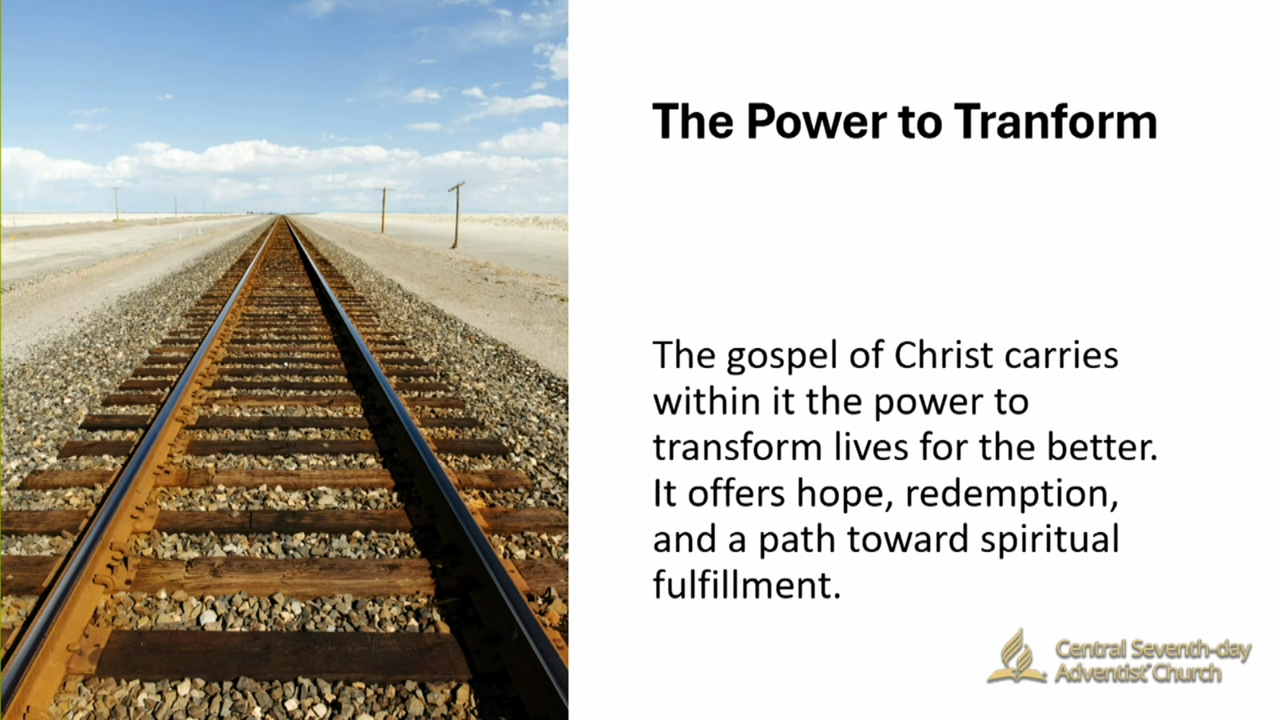 The Power to Tranform
The gospel of Christ carries
within it the power to
transform lives for the better.
It offers hope, redemption,
and a path toward spiritual
fulfillment.
Central Seventh-day
Adventist Church